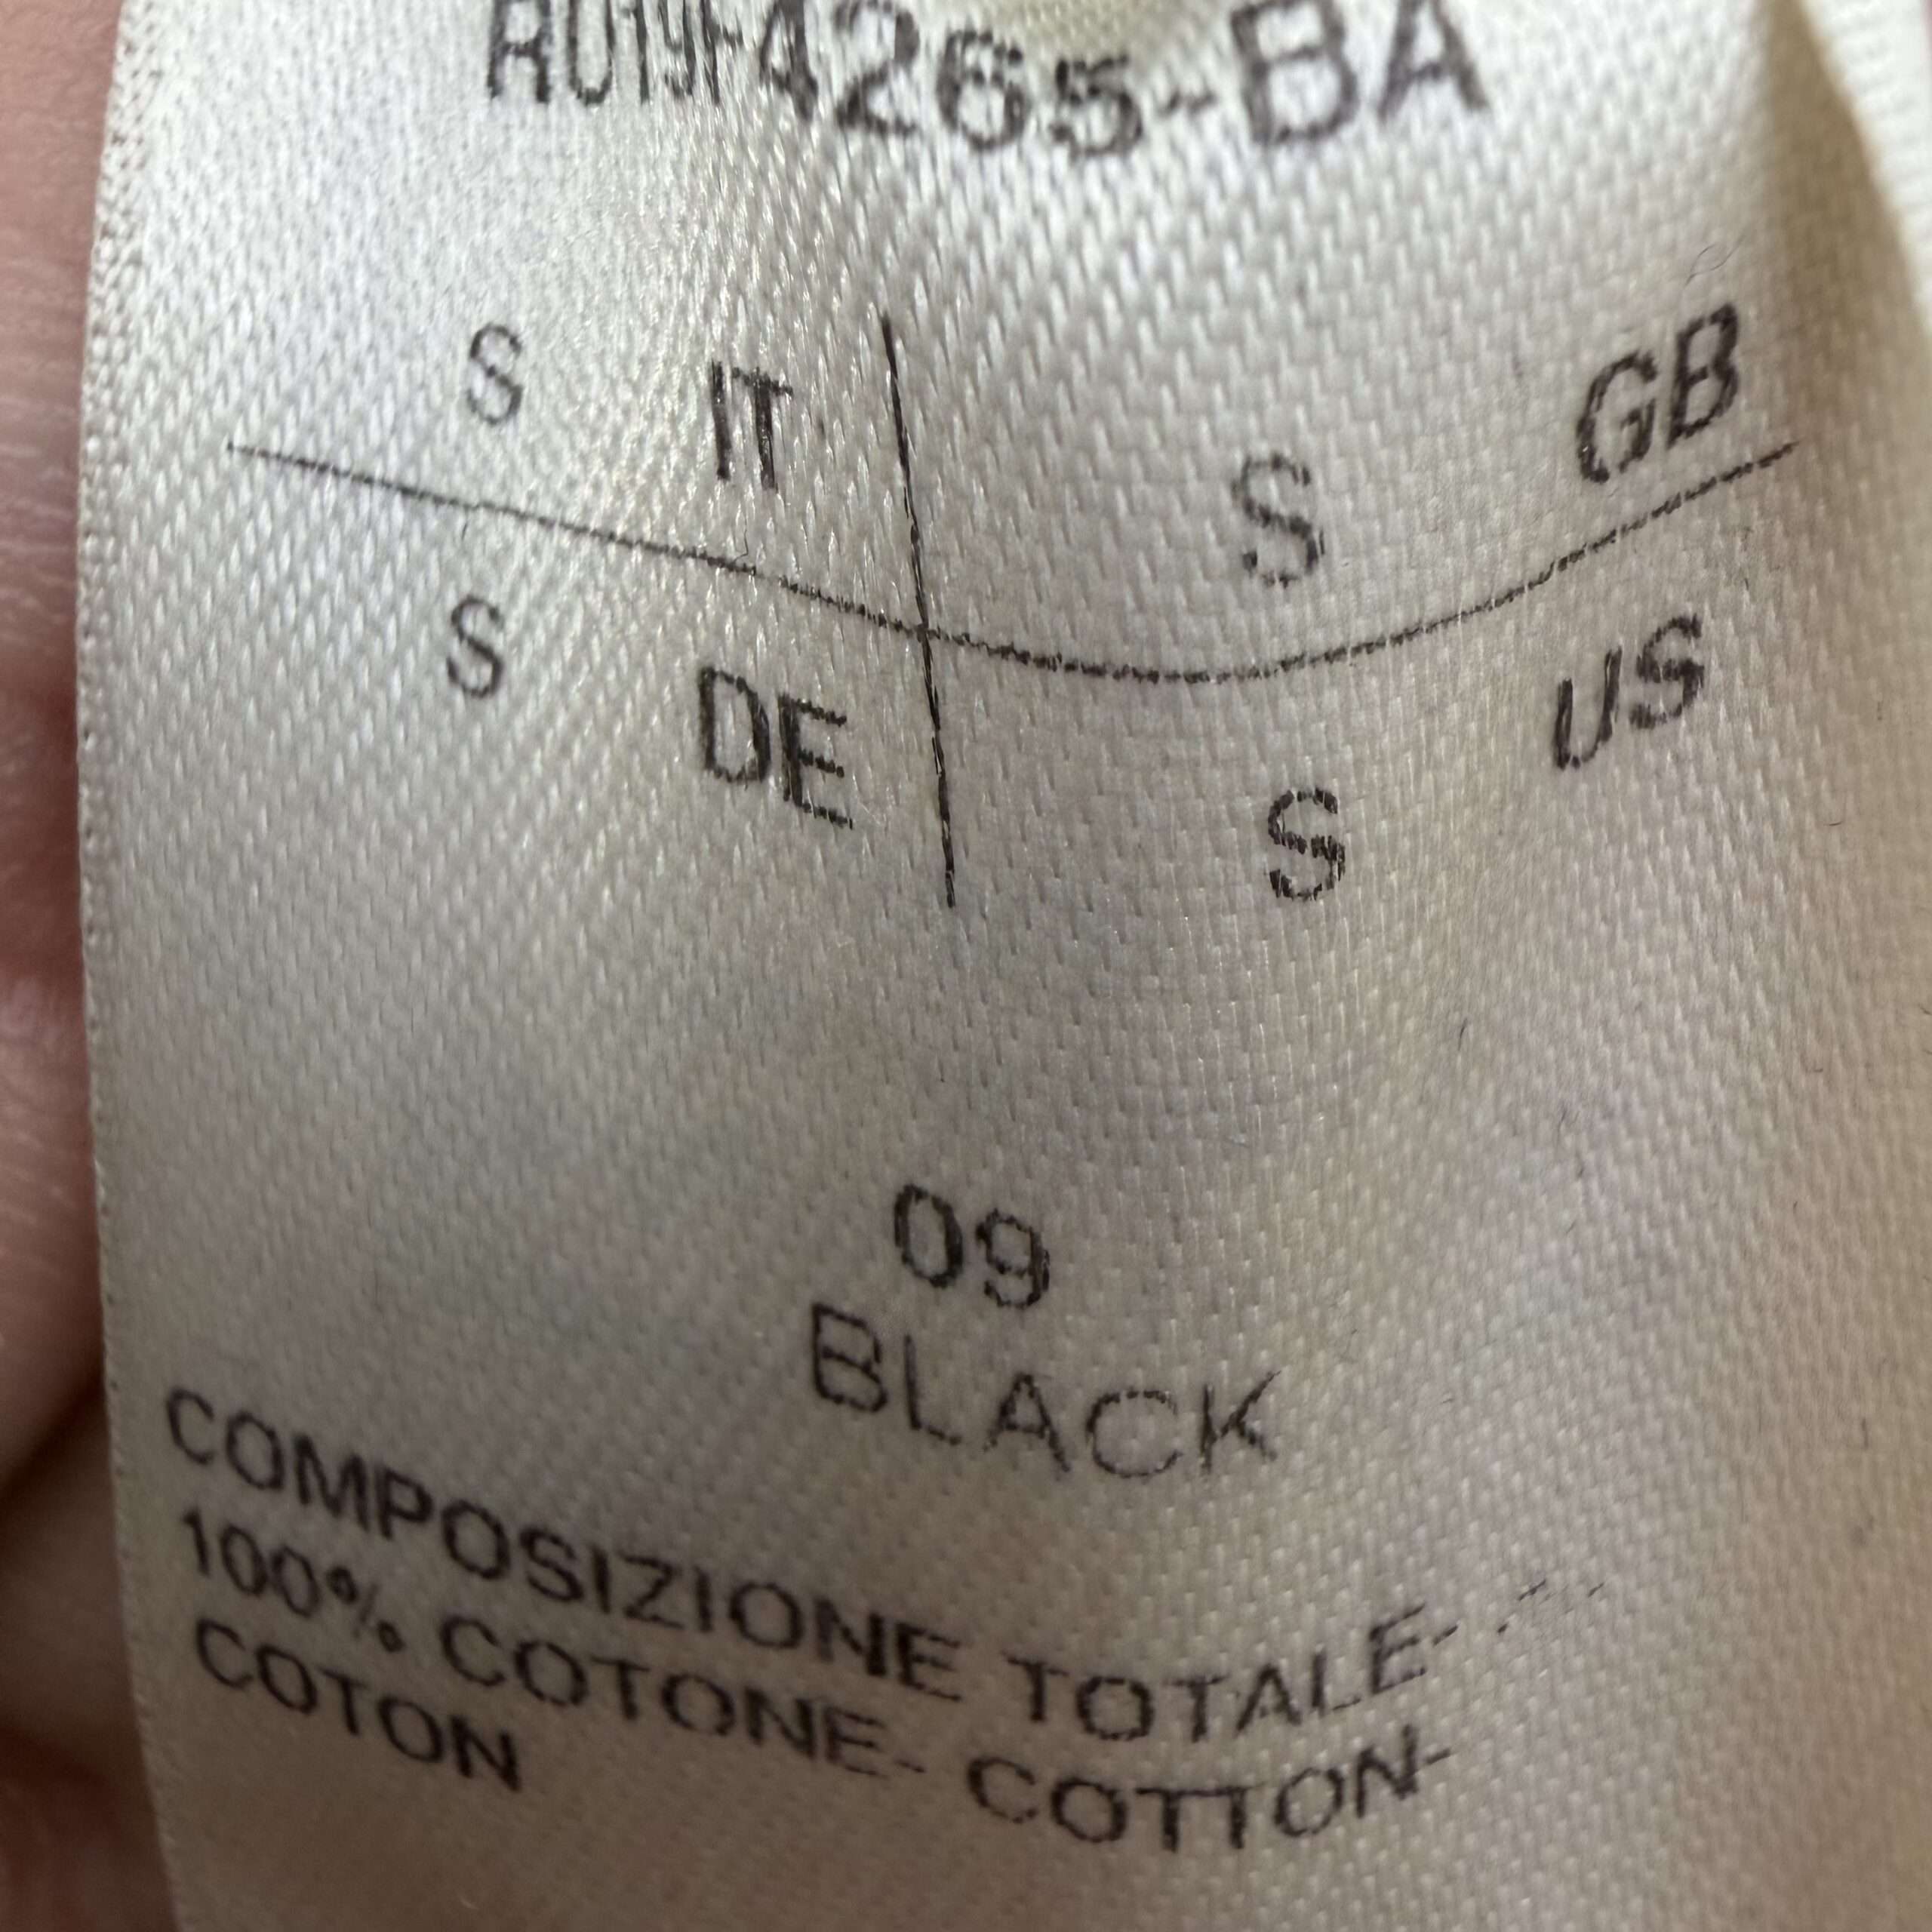 RU19F4265-BA
S IT S GB
S DE S US
09
BLACK
COMPOSIZIONE TOTALE-
100% COTONE- COTTON-
COTON